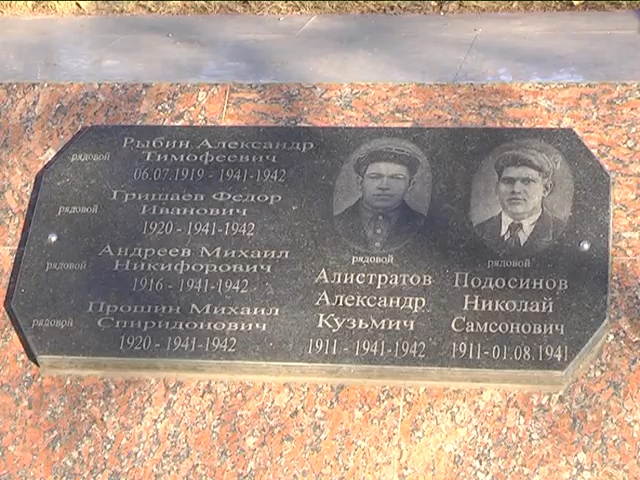 рядовой Рыбин Александр
Тимофеевич
06.07.1919 - 1941-1942
рядовой Гришаев Федор
Иванович
1920 - 1941-1942
рядовой Андреев Михаил
Никифорович
1916 - 1941-1942
рядовой Прошин Михаил
Спиридонович
1920 - 1941-1942
рядовой
Алистратов
Александр
Кузьмич
1911 - 1941-1942
рядовой
Подосинов
Николай
Самсонович
1911-01.08.1941